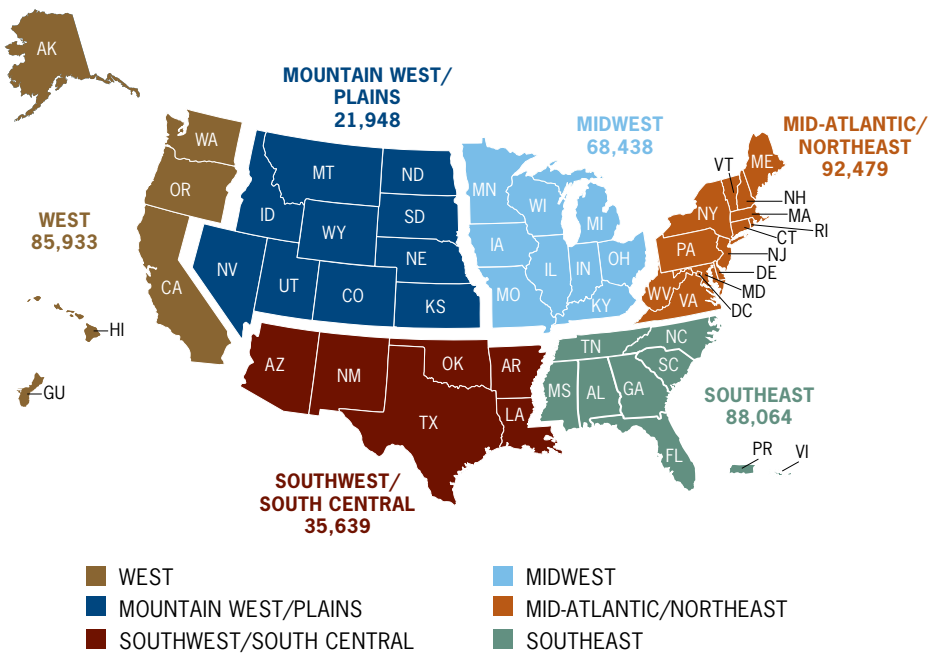 AK
MOUNTAIN WEST/
PLAINS
21,948
MIDWEST
68,438
MID-ATLANTIC/
NORTHEAST
92,479
WEST
85,933
WA
OR
CA
HI
GU
MT
ND
ID
SD
WY
NE
NV
UT
CO
KS
MN
WI
MI
IA
IL
IN
OH
MO
KY
ME
VT
NH
NY
MA
RI
CT
PA
NJ
DE
MD
DC
WV
VA
AZ
NM
OK
AR
TX
LA
TN
NC
SC
MS
AL
GA
FL
SOUTHEAST
88,064
PR
VI
SOUTHWEST/
SOUTH CENTRAL
35,639
WEST
MOUNTAIN WEST/PLAINS
SOUTHWEST/SOUTH CENTRAL
MIDWEST
MID-ATLANTIC/NORTHEAST
SOUTHEAST